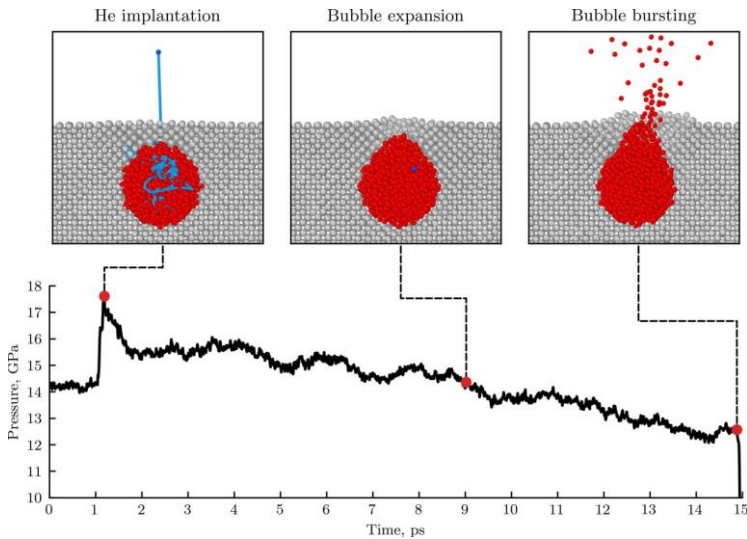 He implantation
Bubble expansion
Bubble bursting
18
17
16
15
14
13
12
11
10
Pressure, GPa
0 1 2 3 4 5 6 7 8 9 10 11 12 13 14 15
Time, ps